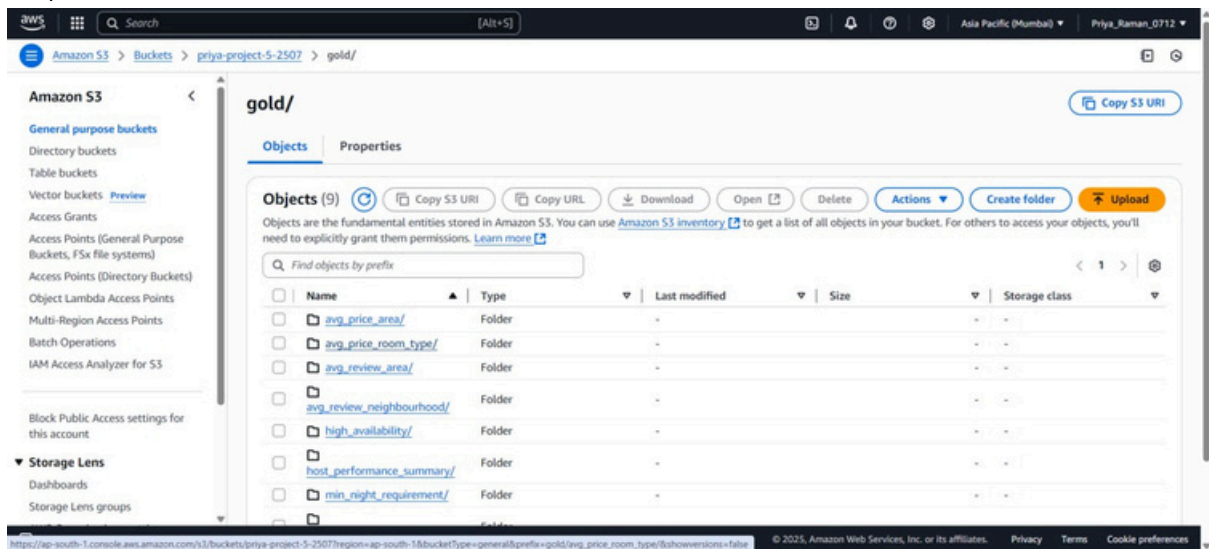 aws
Search
[Alt+S]
Asia Pacific (Mumbai) ▼
Priya_Raman_0712 ▼
Amazon S3 > Buckets > priya-project-5-2507 > gold/
Amazon S3
General purpose buckets
Directory buckets
Table buckets
Vector buckets Preview
Access Grants
Access Points (General Purpose
Buckets, FSx file systems)
Access Points (Directory Buckets)
Object Lambda Access Points
Multi-Region Access Points
Batch Operations
IAM Access Analyzer for S3
Block Public Access settings for
this account
▼ Storage Lens
Dashboards
Storage Lens groups
gold/
Copy S3 URI
Objects Properties
Objects (9) Copy S3 URI Copy URL Download Open Delete Actions ▼ Create folder Upload
Objects are the fundamental entities stored in Amazon S3. You can use Amazon S3 inventory to get a list of all objects in your bucket. For others to access your objects, you'll
need to explicitly grant them permissions. Learn more
Find objects by prefix
< 1 >
Name Type Last modified Size Storage class
avg_price_area/ Folder - - -
avg_price_room_type/ Folder - - -
avg_review_area/ Folder - - -
avg_review_neighbourhood/ Folder - - -
high_availability/ Folder - - -
host_performance_summary/ Folder - - -
min_night_requirement/ Folder - - -
https://ap-south-1.console.aws.amazon.com/s3/buckets/priya-project-5-2507?region=ap-south-1&bucketType=general&prefix=gold/avg_price_room_type/&showversions=false
© 2025, Amazon Web Services, Inc. or its affiliates. Privacy Terms Cookie preferences